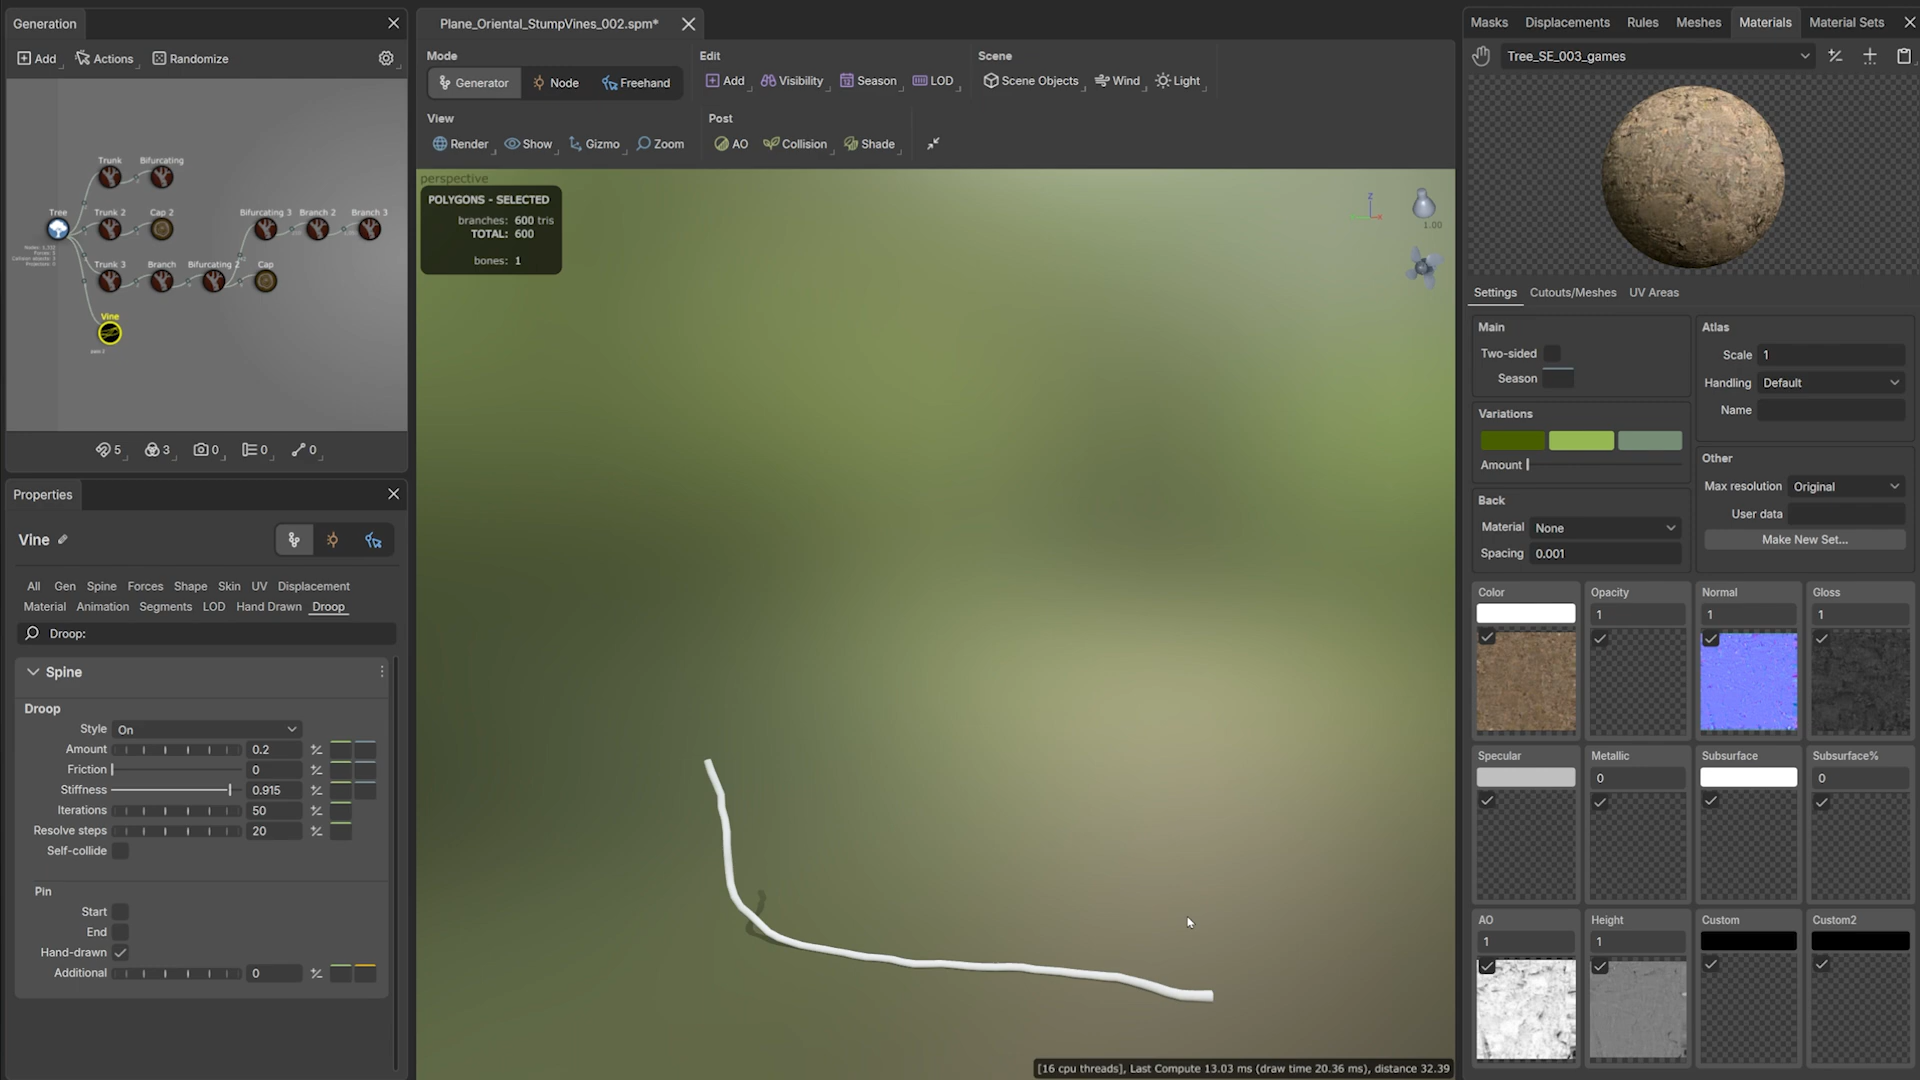 Generation
Add
Actions
Randomize
Trunk
Bifurcating
Tree
Trunk 2
Cap 2
Bifurcating 3
Branch 2
Branch 3
Trunk 3
Branch
Bifurcating 2
Cap
Vine
5
3
0
0
0
Properties
Vine
All Gen Spine Forces Shape Skin UV Displacement
Material Animation Segments LOD Hand Drawn Droop
Droop:
Spine
Droop
Style On
Amount 0.2
Friction 0
Stiffness 0.915
Iterations 50
Resolve steps 20
Self-collide
Pin
Start
End
Hand-drawn
Additional 0
Plane_Oriental_StumpVines_002.spm*
Mode
Generator Node Freehand
Edit
Add Visibility Season LOD
Scene
Scene Objects Wind Light
View
Render Show Gizmo Zoom
Post
AO Collision Shade
perspective
POLYGONS - SELECTED
branches: 600 tris
TOTAL: 600
bones: 1
Z
x
1.00
[16 cpu threads], Last Compute 13.03 ms (draw time 20.36 ms), distance 32.39
Masks Displacements Rules Meshes Materials Material Sets
Tree_SE_003_games
Settings Cutouts/Meshes UV Areas
Main
Two-sided
Season
Variations
Amount
Back
Material None
Spacing 0.001
Atlas
Scale 1
Handling Default
Name
Other
Max resolution Original
User data
Make New Set...
Color Opacity Normal Gloss
1 1 1
Specular Metallic Subsurface Subsurface%
0 0
AO Height Custom Custom2
1 1